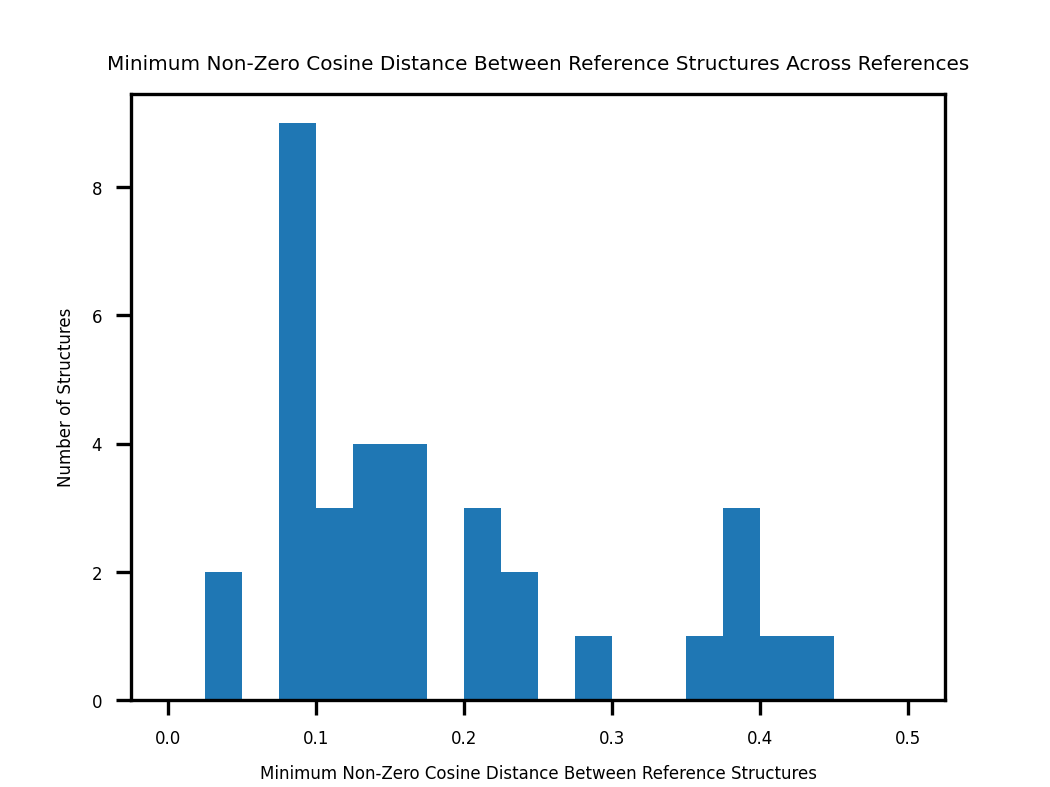 Minimum Non-Zero Cosine Distance Between Reference Structures Across References
8
6
4
2
0
Number of Structures
0.0 0.1 0.2 0.3 0.4 0.5
Minimum Non-Zero Cosine Distance Between Reference Structures